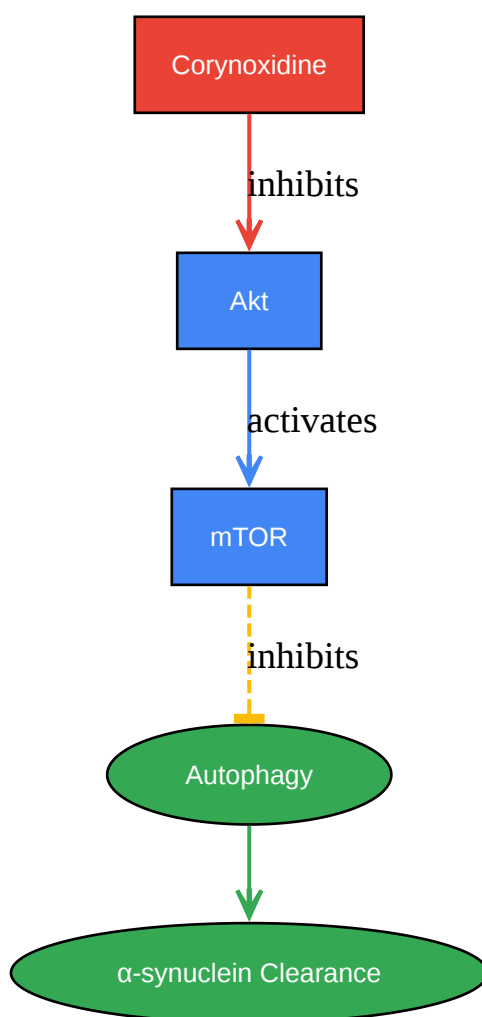 Corynoxidine
inhibits
Akt
activates
mTOR
inhibits
Autophagy
α-synuclein Clearance